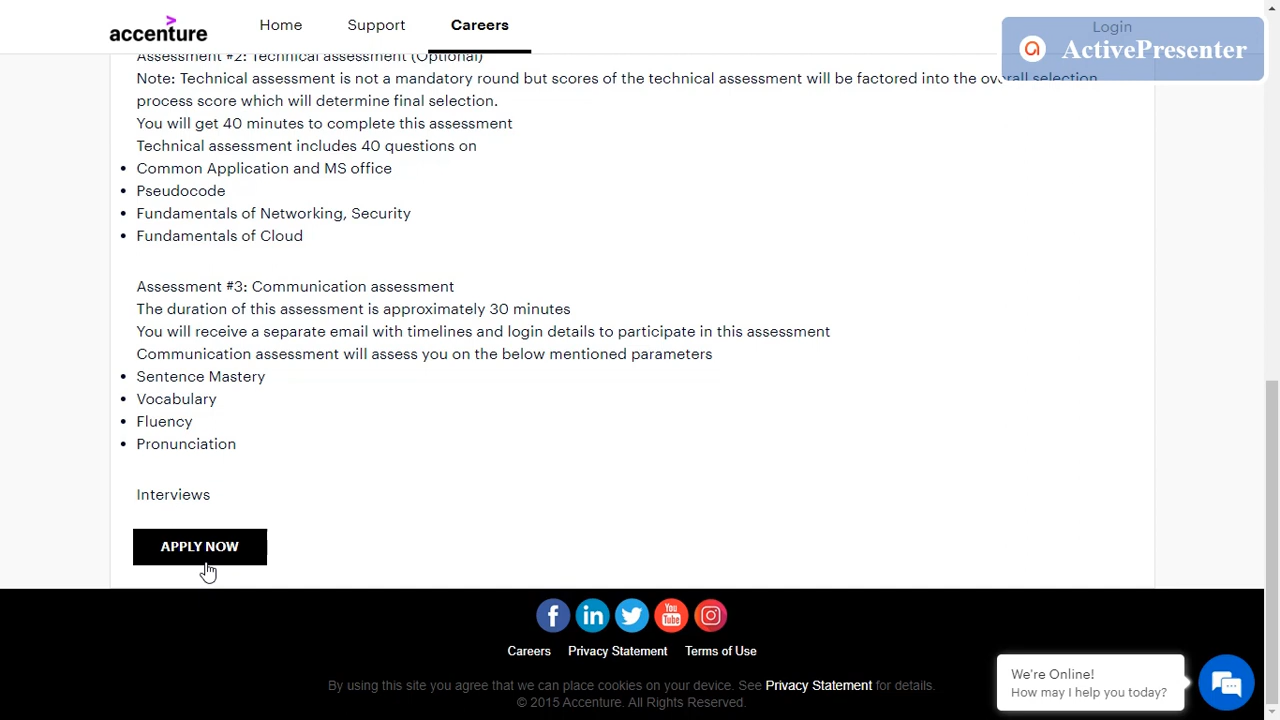 accenture
Home
Support
Careers
Login
ActivePresenter
Assessment #2: Technical assessment (Optional)
Note: Technical assessment is not a mandatory round but scores of the technical assessment will be factored into the overall selection
process score which will determine final selection.
You will get 40 minutes to complete this assessment
Technical assessment includes 40 questions on
• Common Application and MS office
• Pseudocode
• Fundamentals of Networking, Security
• Fundamentals of Cloud
Assessment #3: Communication assessment
The duration of this assessment is approximately 30 minutes
You will receive a separate email with timelines and login details to participate in this assessment
Communication assessment will assess you on the below mentioned parameters
• Sentence Mastery
• Vocabulary
• Fluency
• Pronunciation
Interviews
APPLY NOW
You Tube
Careers Privacy Statement Terms of Use
By using this site you agree that we can place cookies on your device. See Privacy Statement for details.
© 2015 Accenture. All Rights Reserved.
We're Online!
How may I help you today?